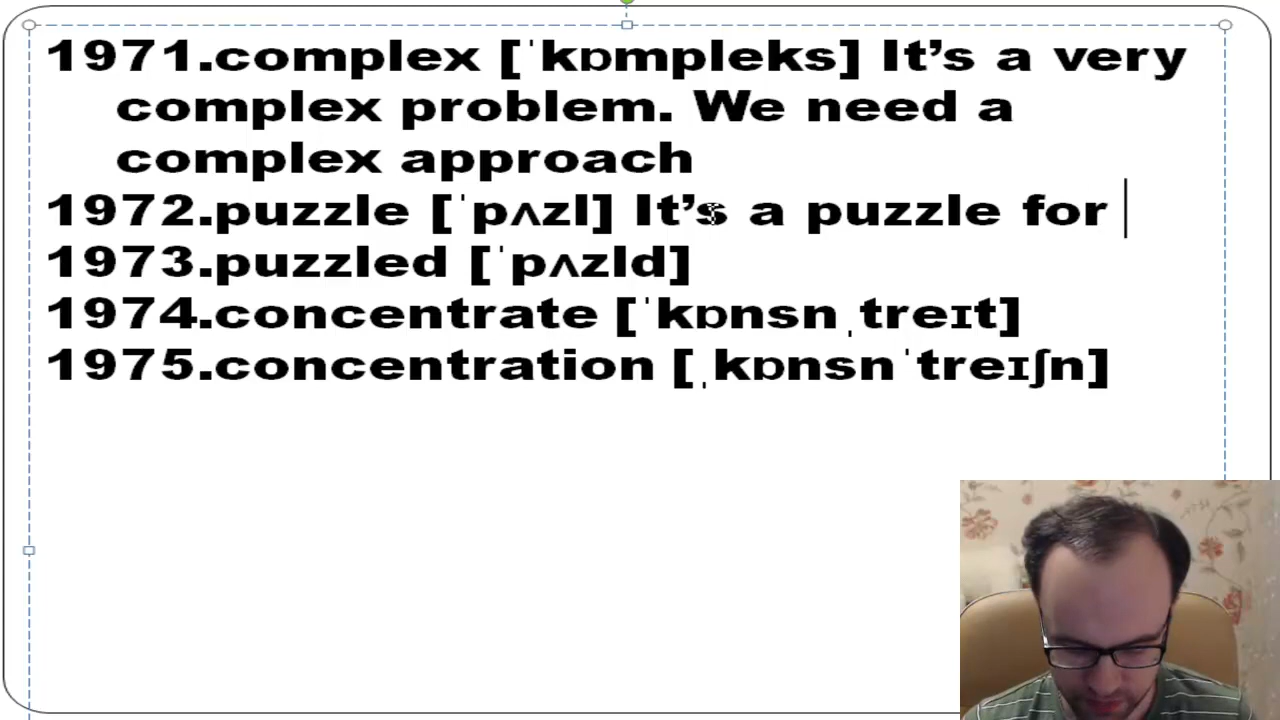 1971.complex [ˈkɒmpleks] It’s a very
complex problem. We need a
complex approach
1972.puzzle [ˈpʌzl] It’s a puzzle for
1973.puzzled [ˈpʌzld]
1974.concentrate [ˈkɒnsnˌtreɪt]
1975.concentration [ˌkɒnsnˈtreɪʃn]